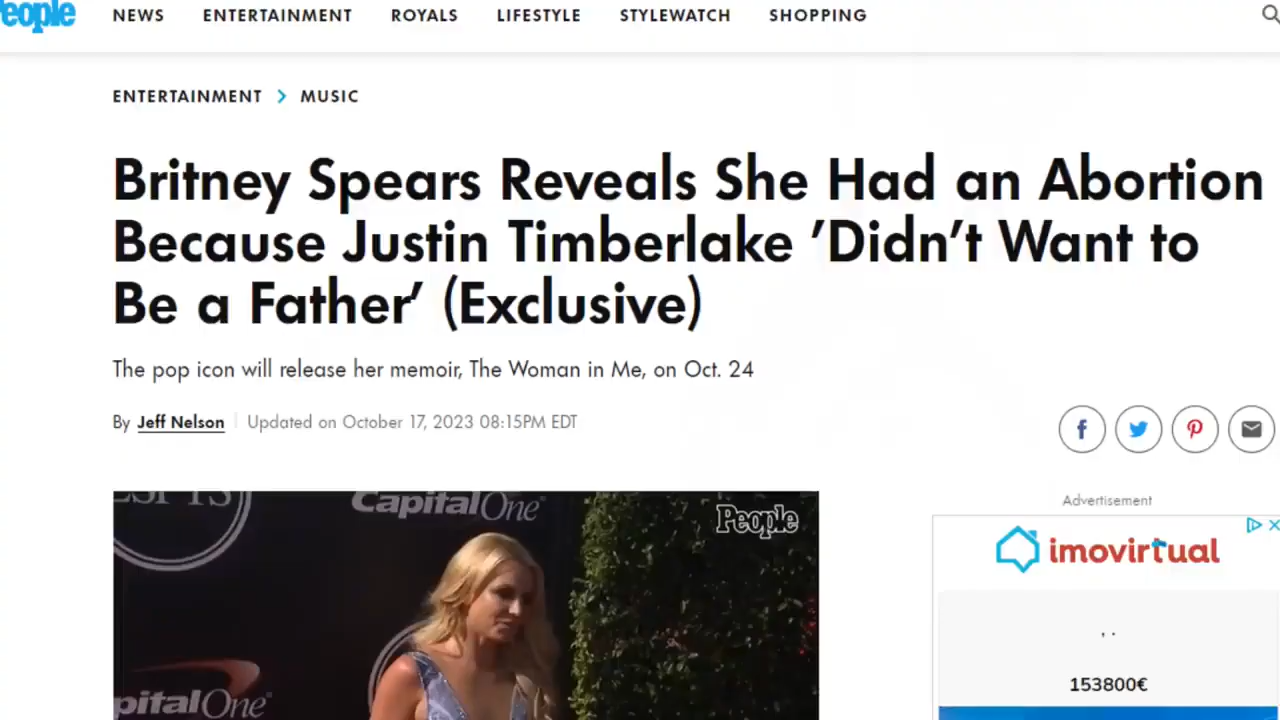 People
NEWS ENTERTAINMENT ROYALS LIFESTYLE STYLEWATCH SHOPPING
ENTERTAINMENT > MUSIC
Britney Spears Reveals She Had an Abortion
Because Justin Timberlake 'Didn't Want to
Be a Father' (Exclusive)
The pop icon will release her memoir, The Woman in Me, on Oct. 24
By Jeff Nelson | Updated on October 17, 2023 08:15PM EDT
Advertisement
Capital One
People
imovirtual
, .
153800€
pital One